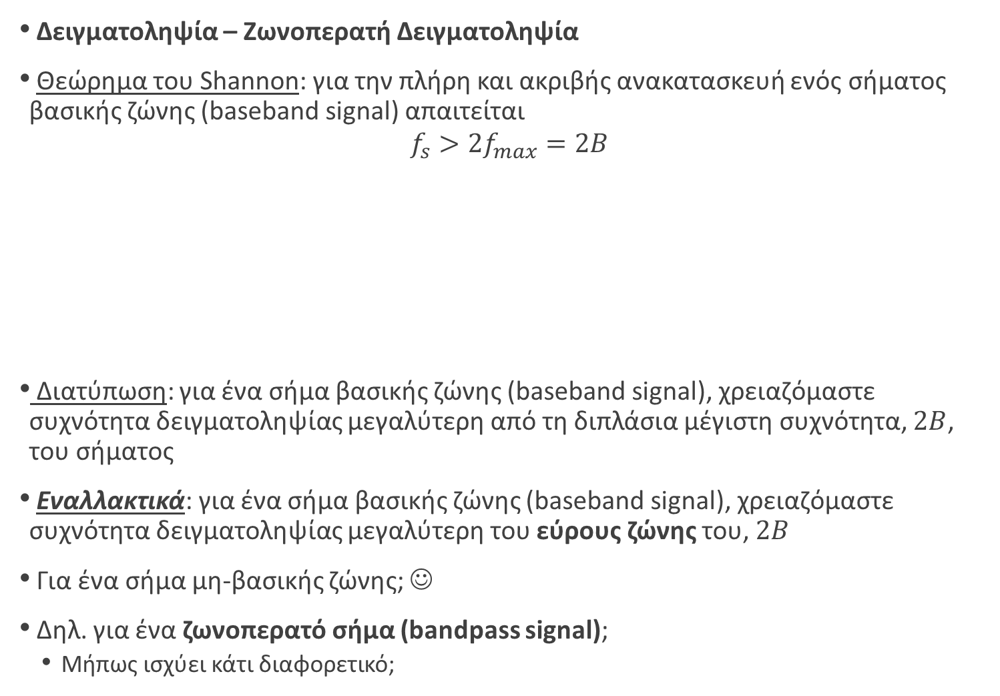 • Δειγματοληψία – Ζωνοπερατή Δειγματοληψία
• Θεώρημα του Shannon: για την πλήρη και ακριβής ανακατασκευή ενός σήματος
βασικής ζώνης (baseband signal) απαιτείται
𝑓ₛ > 2𝑓ₘₐₓ = 2𝐵
• Διατύπωση: για ένα σήμα βασικής ζώνης (baseband signal), χρειαζόμαστε
συχνότητα δειγματοληψίας μεγαλύτερη από τη διπλάσια μέγιστη συχνότητα, 2𝐵,
του σήματος
• Εναλλακτικά: για ένα σήμα βασικής ζώνης (baseband signal), χρειαζόμαστε
συχνότητα δειγματοληψίας μεγαλύτερη του εύρους ζώνης του, 2𝐵
• Για ένα σήμα μη-βασικής ζώνης; ☺
• Δηλ. για ένα ζωνοπερατό σήμα (bandpass signal);
• Μήπως ισχύει κάτι διαφορετικό;